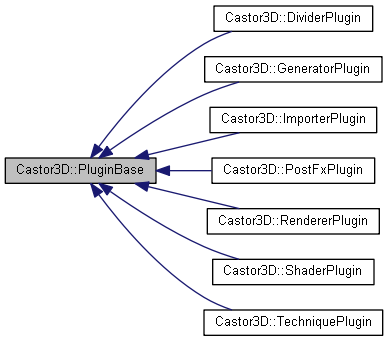 Castor3D::DividerPlugin
Castor3D::GeneratorPlugin
Castor3D::ImporterPlugin
Castor3D::PluginBase
Castor3D::PostFxPlugin
Castor3D::RendererPlugin
Castor3D::ShaderPlugin
Castor3D::TechniquePlugin